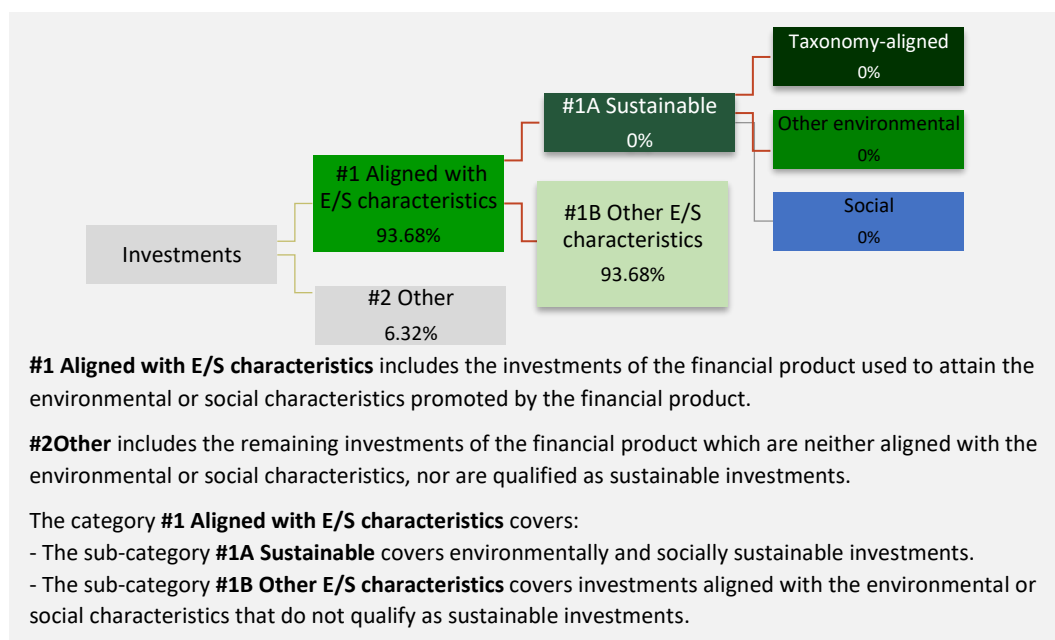 Taxonomy-aligned
0%
#1A Sustainable
0%
Other environmental
0%
#1 Aligned with
E/S characteristics
93.68%
#1B Other E/S
characteristics
93.68%
Social
0%
Investments
#2 Other
6.32%
#1 Aligned with E/S characteristics includes the investments of the financial product used to attain the
environmental or social characteristics promoted by the financial product.
#2Other includes the remaining investments of the financial product which are neither aligned with the
environmental or social characteristics, nor are qualified as sustainable investments.
The category #1 Aligned with E/S characteristics covers:
- The sub-category #1A Sustainable covers environmentally and socially sustainable investments.
- The sub-category #1B Other E/S characteristics covers investments aligned with the environmental or
social characteristics that do not qualify as sustainable investments.